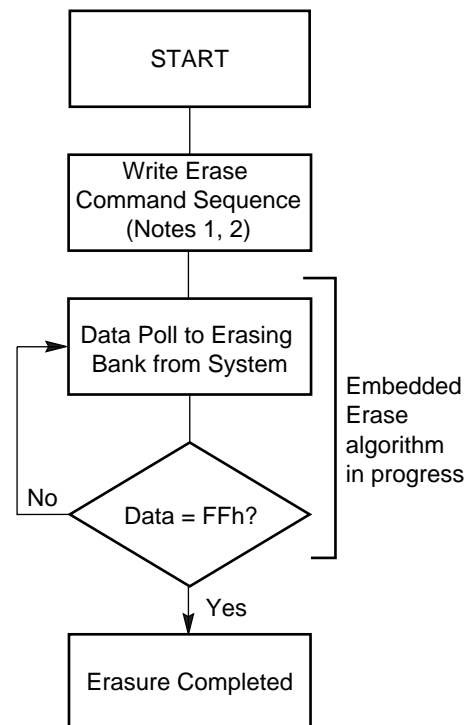 START
Write Erase
Command Sequence
(Notes 1, 2)
Data Poll to Erasing
Bank from System
Embedded
Erase
algorithm
in progress
No
Data = FFh?
Yes
Erasure Completed